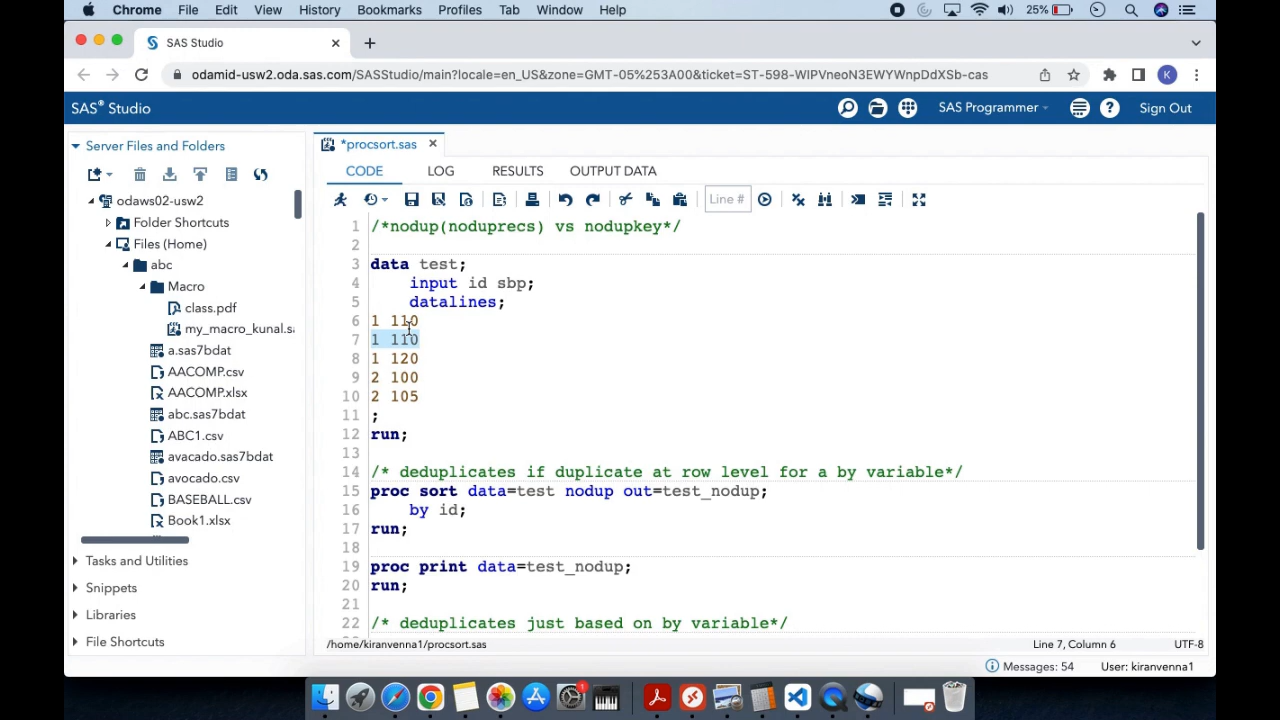 Chrome File Edit View History Bookmarks Profiles Tab Window Help 25%
SAS Studio
odamid-usw2.oda.sas.com/SASStudio/main?locale=en_US&zone=GMT-05%253A00&ticket=ST-598-WIPVneoN3EWYWnpDdXSb-cas K
SAS® Studio SAS Programmer Sign Out
Server Files and Folders
odaws02-usw2
Folder Shortcuts
Files (Home)
abc
Macro
class.pdf
my_macro_kunal.sa
a.sas7bdat
AACOMP.csv
AACOMP.xlsx
abc.sas7bdat
ABC1.csv
avacado.sas7bdat
avocado.csv
BASEBALL.csv
Book1.xlsx
Tasks and Utilities
Snippets
Libraries
File Shortcuts
*procsort.sas
CODE LOG RESULTS OUTPUT DATA
Line #
1 /*nodup(noduprecs) vs nodupkey*/
2
3 data test;
4 input id sbp;
5 datalines;
6 1 110
7 1 110
8 1 120
9 2 100
10 2 105
11 ;
12 run;
13
14 /* deduplicates if duplicate at row level for a by variable*/
15 proc sort data=test nodup out=test_nodup;
16 by id;
17 run;
18
19 proc print data=test_nodup;
20 run;
21
22 /* deduplicates just based on by variable*/
/home/kiranvenna1/procsort.sas Line 7, Column 6 UTF-8
Messages: 54 User: kiranvenna1
1